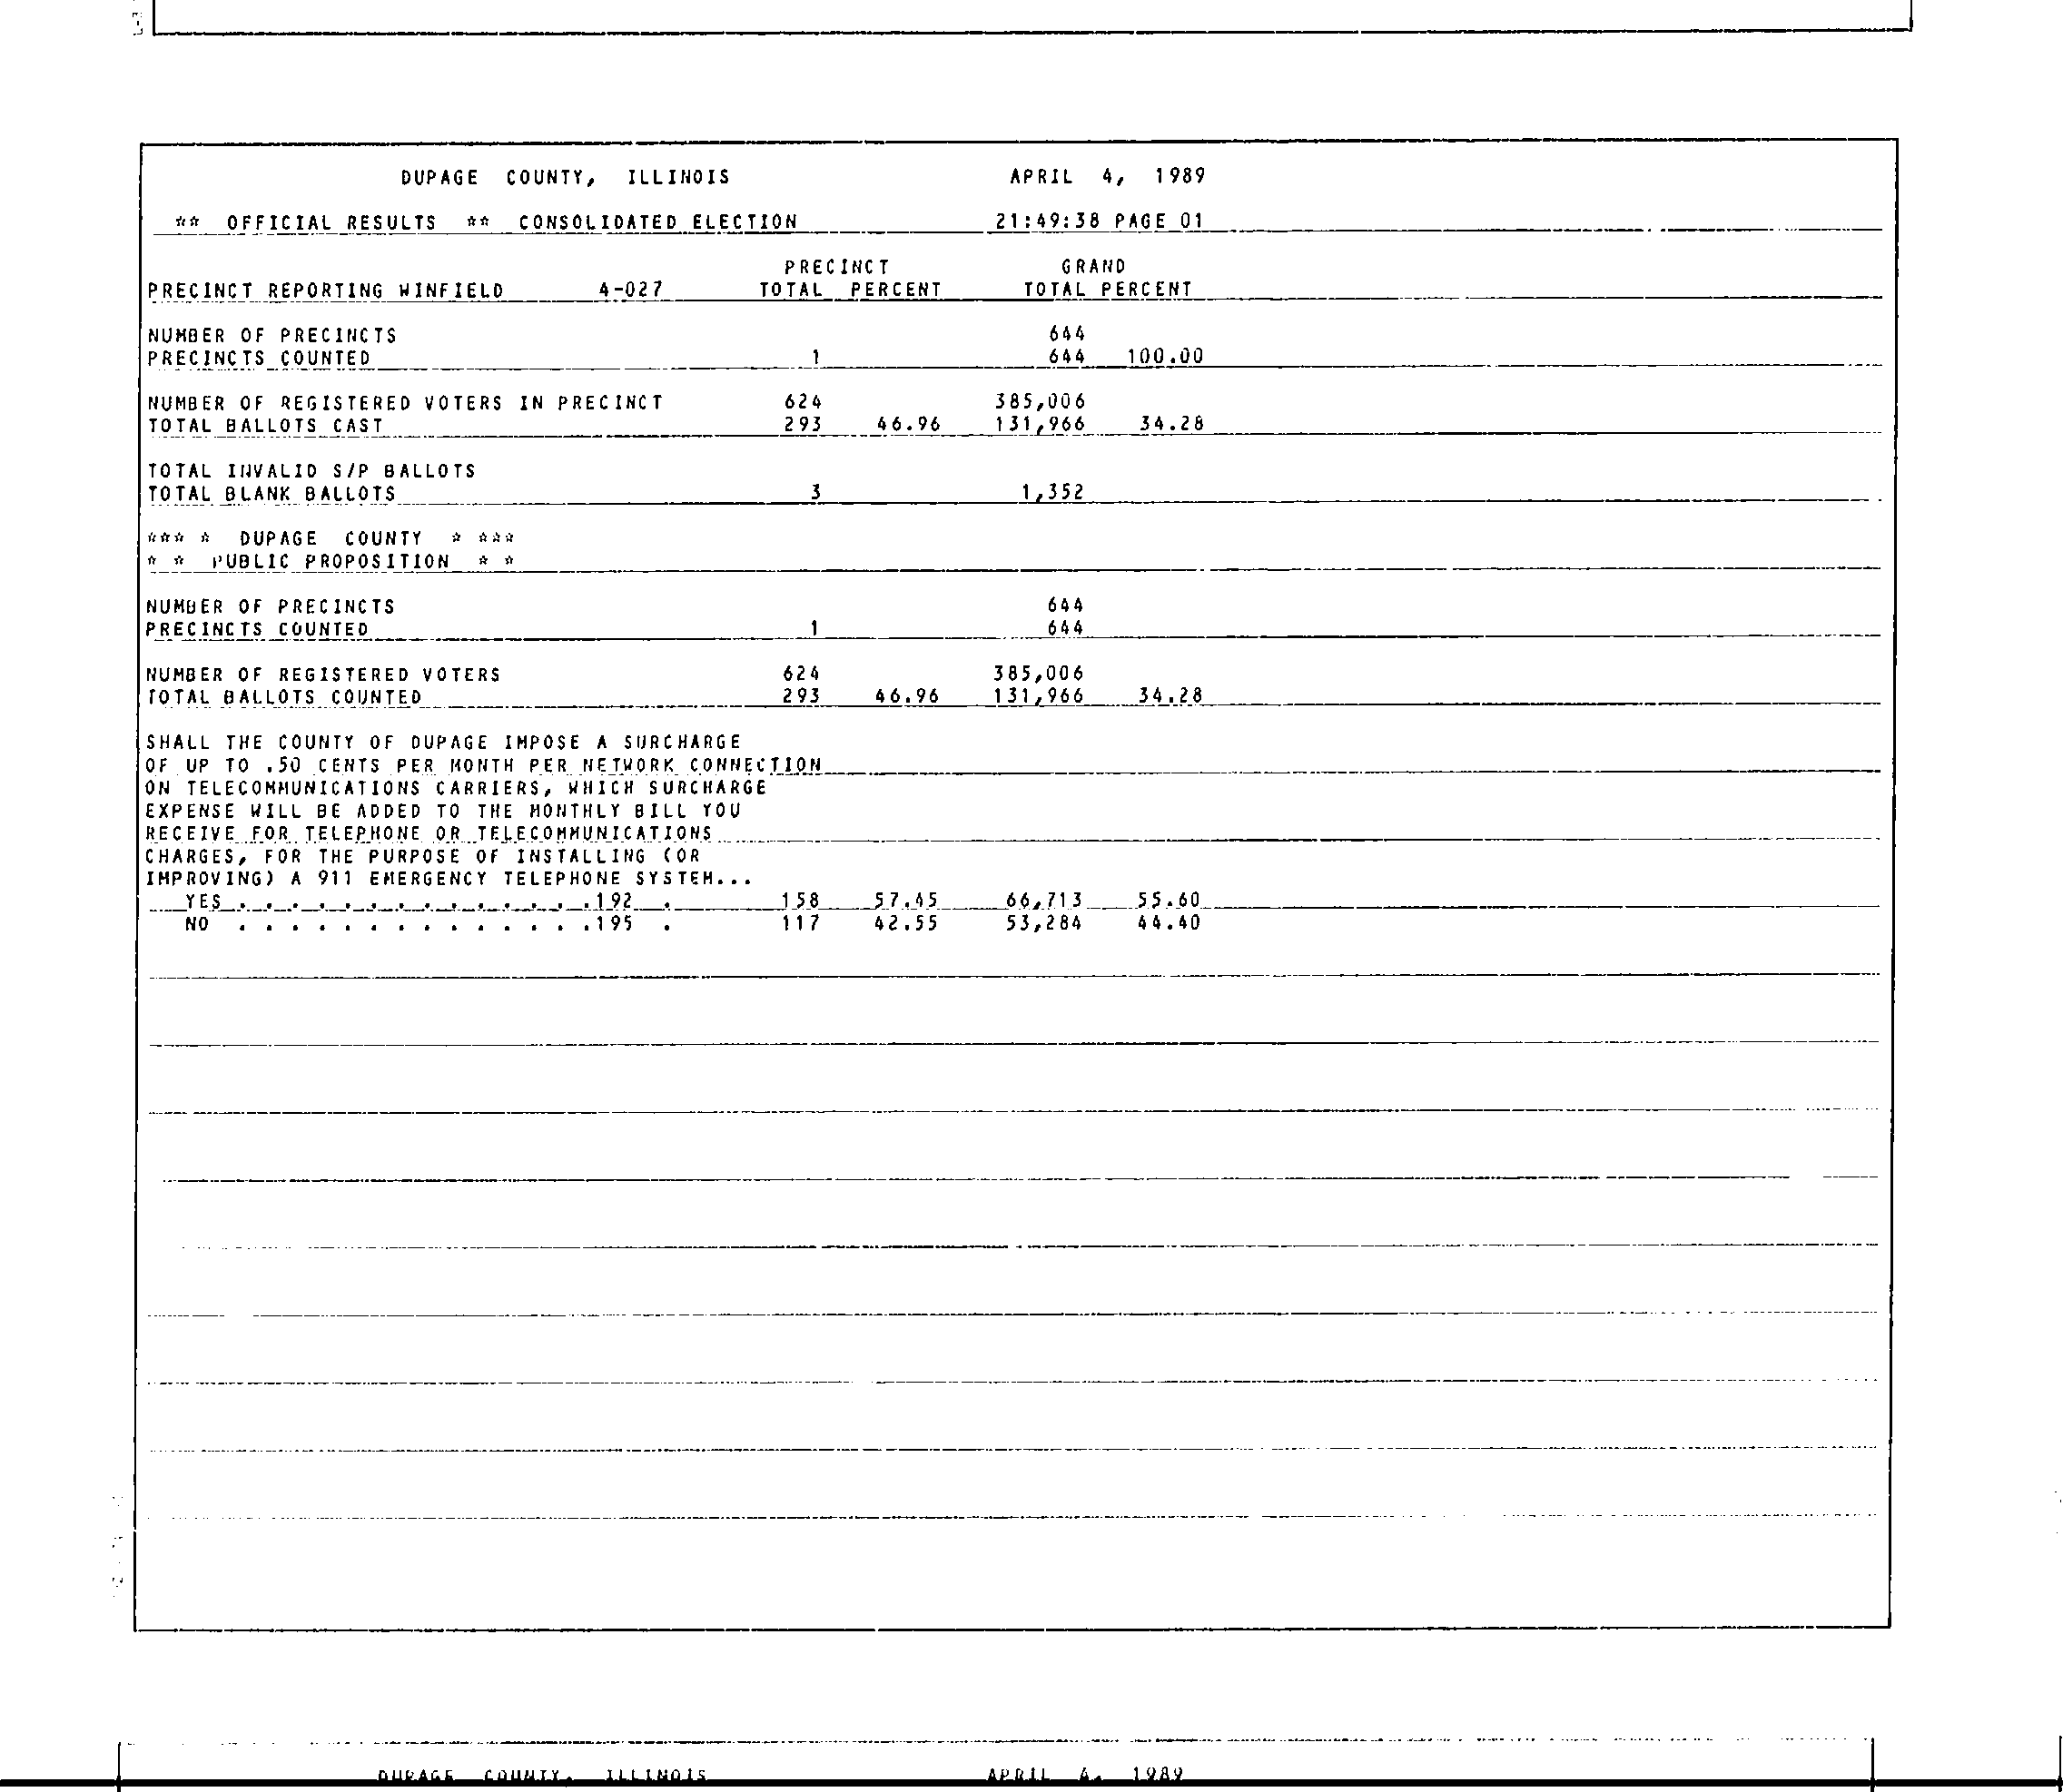 DUPAGE COUNTY, ILLINOIS APRIL 4, 1989
** OFFICIAL RESULTS ** CONSOLIDATED ELECTION 21:49:38 PAGE 01
PRECINCT GRAND
PRECINCT REPORTING WINFIELD 4-027 TOTAL PERCENT TOTAL PERCENT
NUMBER OF PRECINCTS 644
PRECINCTS COUNTED 1 644 100.00
NUMBER OF REGISTERED VOTERS IN PRECINCT 624 385,006
TOTAL BALLOTS CAST 293 46.96 131,966 34.28
TOTAL INVALID S/P BALLOTS
TOTAL BLANK BALLOTS 3 1,352
*** * DUPAGE COUNTY * ***
* * PUBLIC PROPOSITION * *
NUMBER OF PRECINCTS 644
PRECINCTS COUNTED 1 644
NUMBER OF REGISTERED VOTERS 624 385,006
TOTAL BALLOTS COUNTED 293 46.96 131,966 34.28
SHALL THE COUNTY OF DUPAGE IMPOSE A SURCHARGE
OF UP TO .50 CENTS PER MONTH PER NETWORK CONNECTION
ON TELECOMMUNICATIONS CARRIERS, WHICH SURCHARGE
EXPENSE WILL BE ADDED TO THE MONTHLY BILL YOU
RECEIVE FOR TELEPHONE OR TELECOMMUNICATIONS
CHARGES, FOR THE PURPOSE OF INSTALLING (OR
IMPROVING) A 911 EMERGENCY TELEPHONE SYSTEM...
YES . . . . . . . . . . . . . .192 . 158 57.45 66,713 55.60
NO . . . . . . . . . . . . . .195 . 117 42.55 53,284 44.40
DUPAGE COUNTY, ILLINOIS APRIL 4, 1989